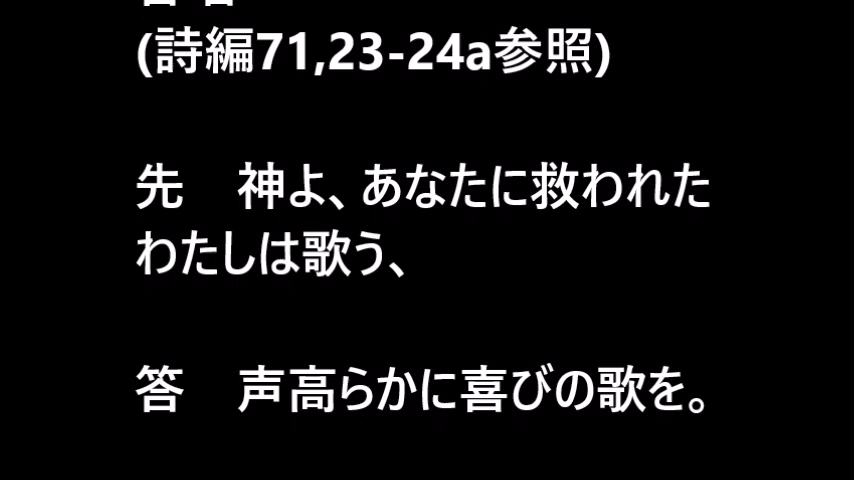 (詩編71,23-24a参照)
先　神よ、あなたに救われた
わたしは歌う、
答　声高らかに喜びの歌を。